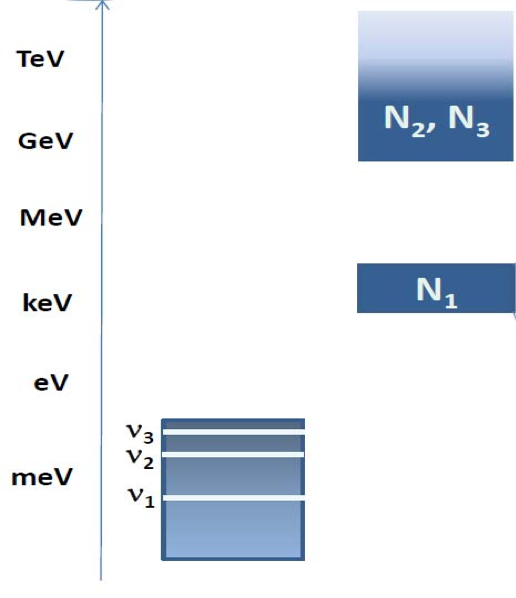 TeV
N₂, N₃
GeV
MeV
N₁
keV
eV
ν₃
ν₂
meV
ν₁